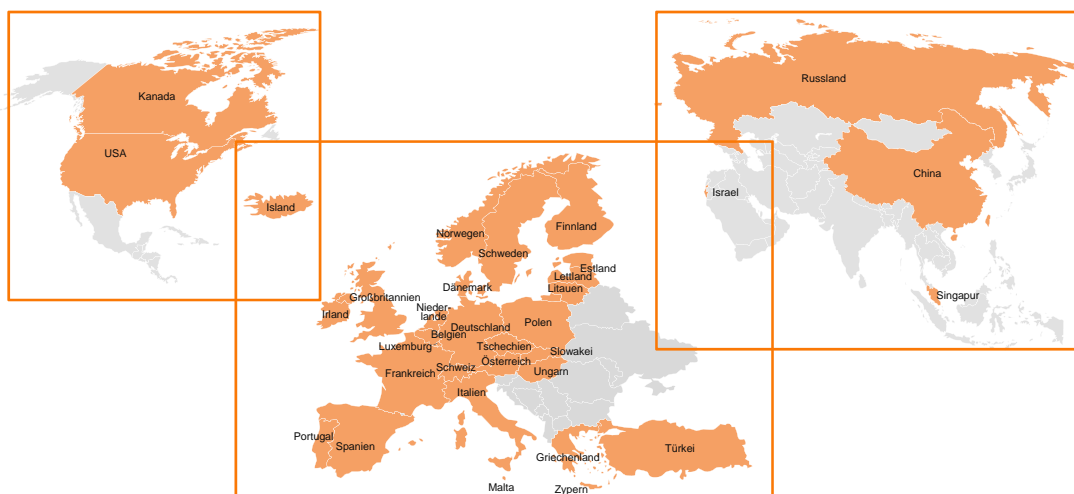 Kanada
USA
Island
Russland
China
Israel
Singapur
Norwegen
Finnland
Schweden
Estland
Lettland
Dänemark
Litauen
Großbritannien
Irland
Nieder-
lande
Deutschland
Polen
Belgien
Luxemburg
Tschechien
Slowakei
Österreich
Schweiz
Frankreich
Ungarn
Italien
Portugal
Spanien
Griechenland
Türkei
Malta
Zypern